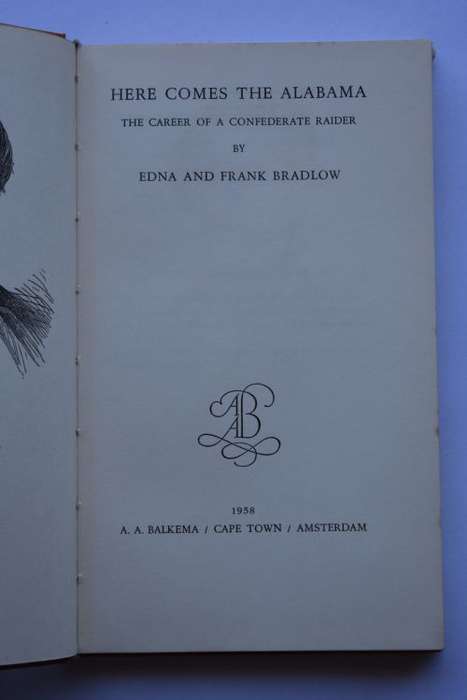 HERE COMES THE ALABAMA
THE CAREER OF A CONFEDERATE RAIDER
BY
EDNA AND FRANK BRADLOW
AAB
1958
A. A. BALKEMA / CAPE TOWN / AMSTERDAM